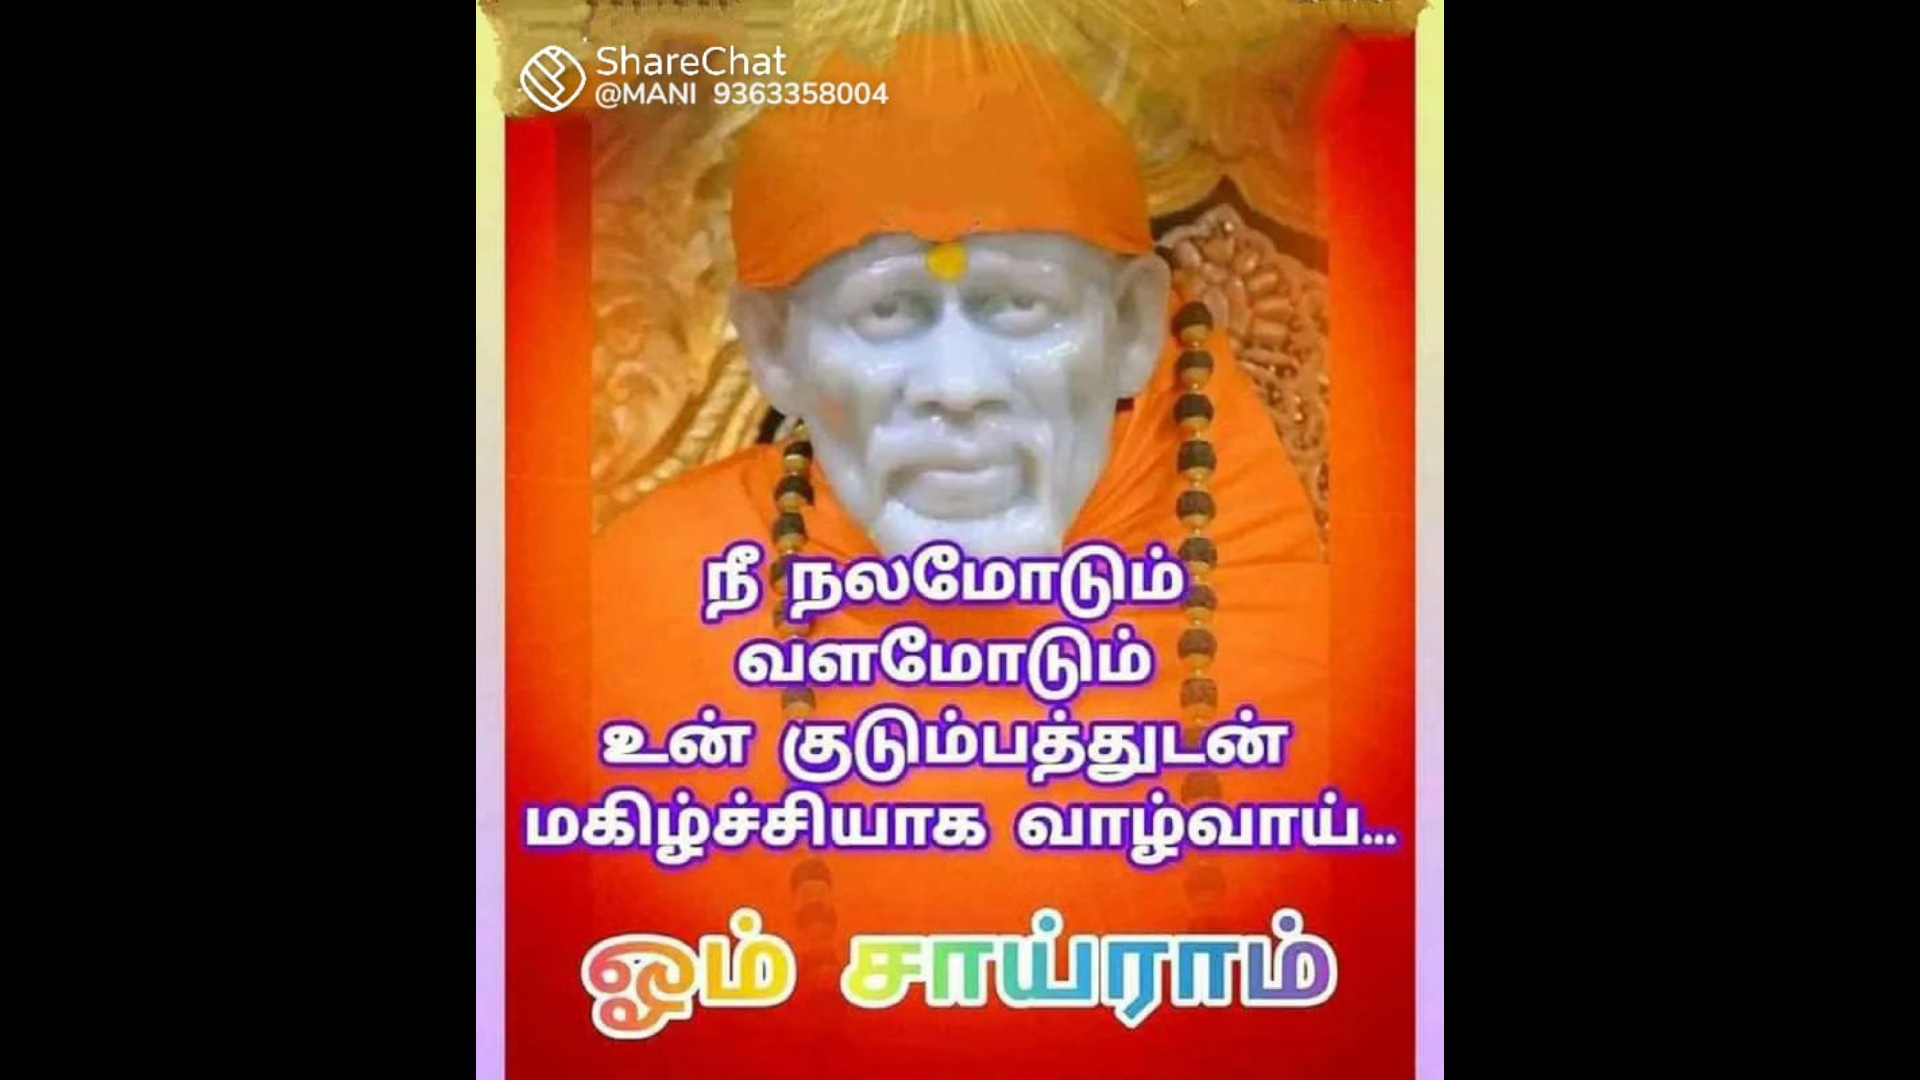 ShareChat
@MANI 9363358004
நீ நலமோடும்
வளமோடும்
உன் குடும்பத்துடன்
மகிழ்ச்சியாக வாழ்வாய்...
ஓம் சாய்ராம்